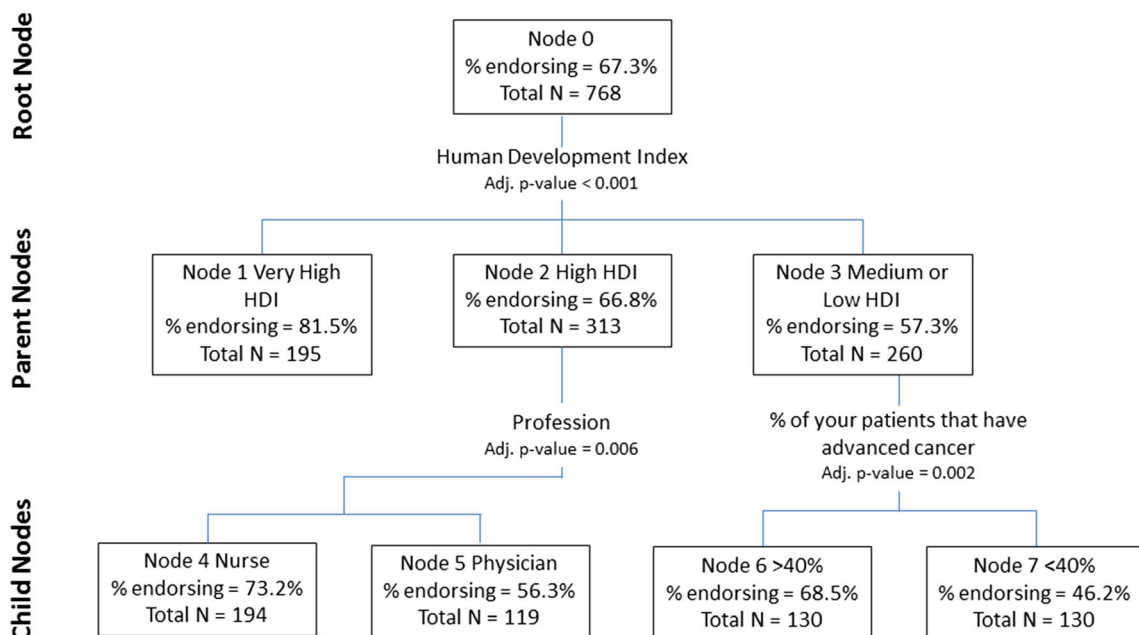 Root Node
Node 0
% endorsing = 67.3%
Total N = 768
Human Development Index
Adj. p-value < 0.001
Parent Nodes
Node 1 Very High
HDI
% endorsing = 81.5%
Total N = 195
Node 2 High HDI
% endorsing = 66.8%
Total N = 313
Node 3 Medium or
Low HDI
% endorsing = 57.3%
Total N = 260
Profession
Adj. p-value = 0.006
% of your patients that have
advanced cancer
Adj. p-value = 0.002
Child Nodes
Node 4 Nurse
% endorsing = 73.2%
Total N = 194
Node 5 Physician
% endorsing = 56.3%
Total N = 119
Node 6 >40%
% endorsing = 68.5%
Total N = 130
Node 7 <40%
% endorsing = 46.2%
Total N = 130